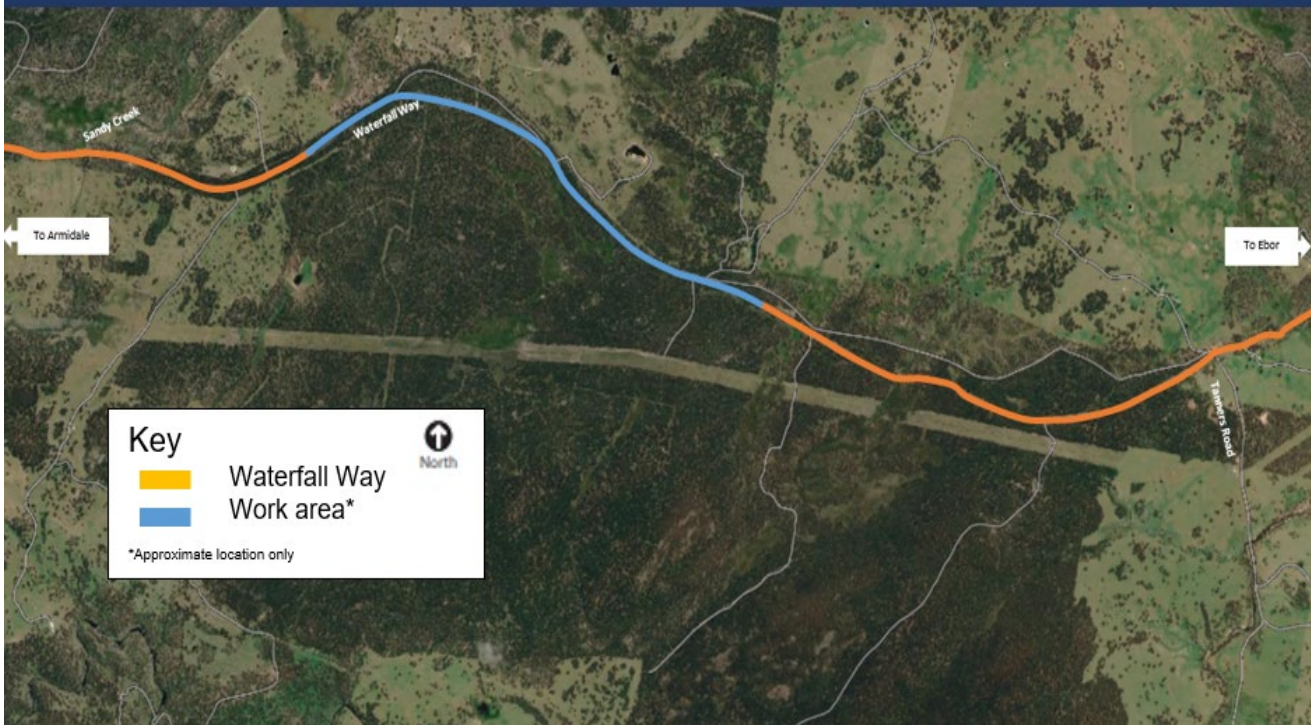 Sandy Creek
Waterfall Way
To Armidale
To Ebor
Tanners Road
Key
North
Waterfall Way
Work area*
*Approximate location only